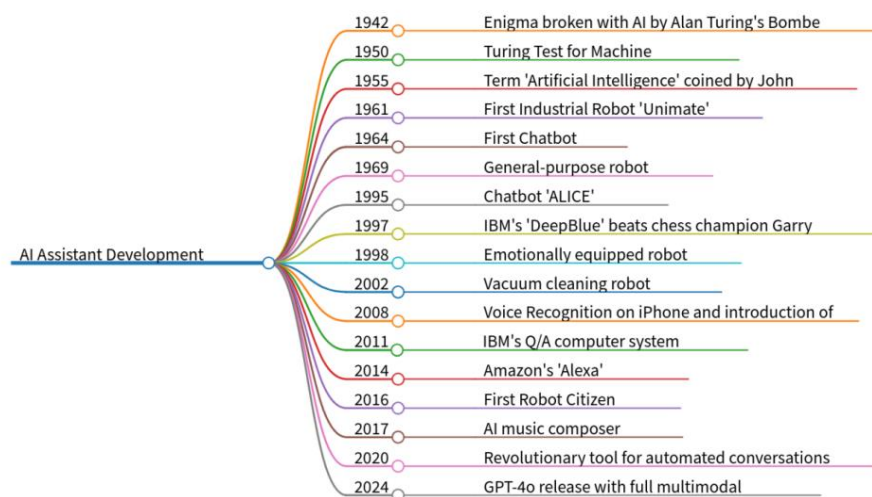 1942 Enigma broken with AI by Alan Turing's Bombe
1950 Turing Test for Machine
1955 Term 'Artificial Intelligence' coined by John
1961 First Industrial Robot 'Unimate'
1964 First Chatbot
1969 General-purpose robot
1995 Chatbot 'ALICE'
1997 IBM's 'DeepBlue' beats chess champion Garry
AI Assistant Development
1998 Emotionally equipped robot
2002 Vacuum cleaning robot
2008 Voice Recognition on iPhone and introduction of
2011 IBM's Q/A computer system
2014 Amazon's 'Alexa'
2016 First Robot Citizen
2017 AI music composer
2020 Revolutionary tool for automated conversations
2024 GPT-4o release with full multimodal